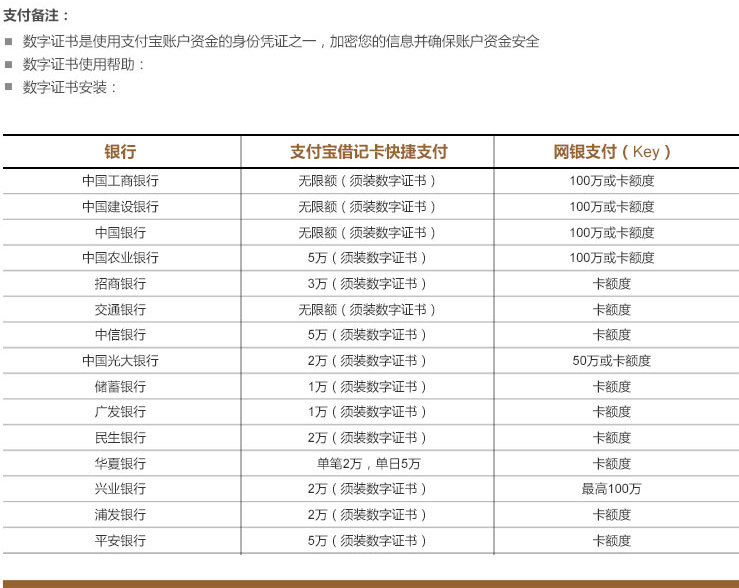 支付备注：
■ 数字证书是使用支付宝账户资金的身份凭证之一，加密您的信息并确保账户资金安全
■ 数字证书使用帮助：
■ 数字证书安装：
银行 支付宝借记卡快捷支付 网银支付（Key）
中国工商银行 无限额（须装数字证书） 100万或卡额度
中国建设银行 无限额（须装数字证书） 100万或卡额度
中国银行 无限额（须装数字证书） 100万或卡额度
中国农业银行 5万（须装数字证书） 100万或卡额度
招商银行 3万（须装数字证书） 卡额度
交通银行 无限额（须装数字证书） 卡额度
中信银行 5万（须装数字证书） 卡额度
中国光大银行 2万（须装数字证书） 50万或卡额度
储蓄银行 1万（须装数字证书） 卡额度
广发银行 1万（须装数字证书） 卡额度
民生银行 2万（须装数字证书） 卡额度
华夏银行 单笔2万，单日5万 卡额度
兴业银行 2万（须装数字证书） 最高100万
浦发银行 2万（须装数字证书） 卡额度
平安银行 5万（须装数字证书） 卡额度